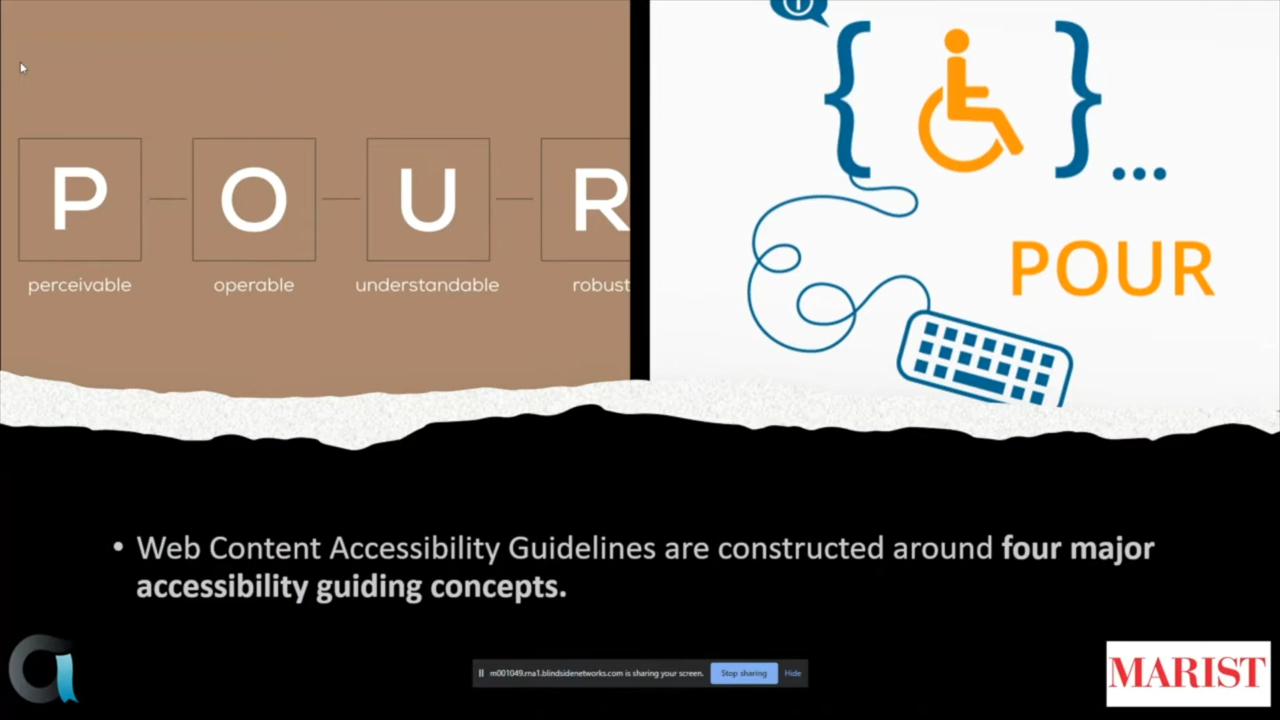 P O U R
perceivable operable understandable robust
{ } ...
POUR
• Web Content Accessibility Guidelines are constructed around four major
accessibility guiding concepts.
m001049.rna1.blindsidenetworks.com is sharing your screen. Stop sharing Hide
MARIST